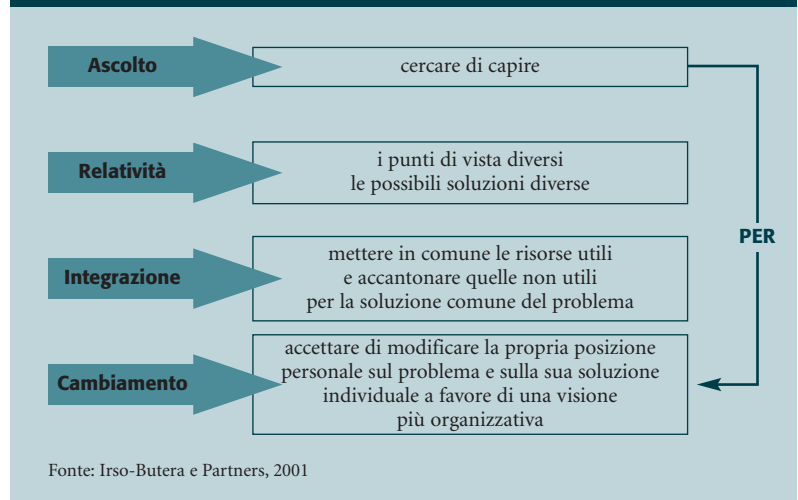 Ascolto
cercare di capire
Relatività
i punti di vista diversi
le possibili soluzioni diverse
PER
Integrazione
mettere in comune le risorse utili
e accantonare quelle non utili
per la soluzione comune del problema
Cambiamento
accettare di modificare la propria posizione
personale sul problema e sulla sua soluzione
individuale a favore di una visione
più organizzativa
Fonte: Irso-Butera e Partners, 2001